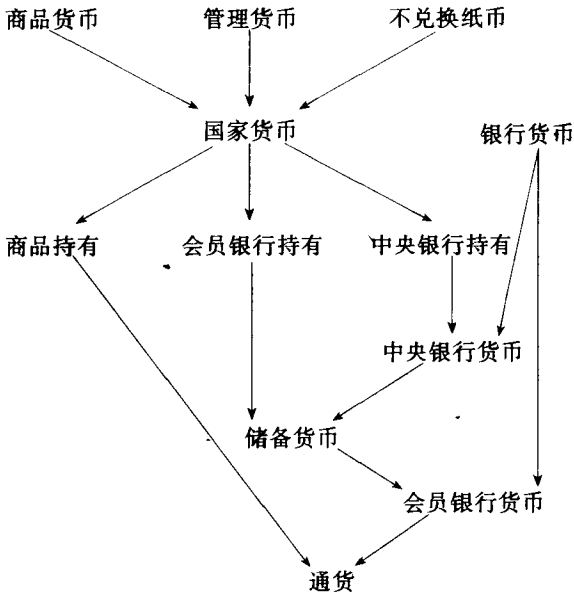 商品货币 管理货币 不兑换纸币
国家货币 银行货币
商品持有 会员银行持有 中央银行持有
中央银行货币
储备货币
会员银行货币
通货